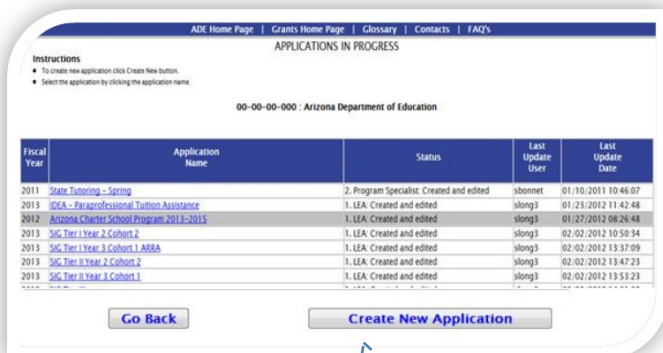 ADE Home Page | Grants Home Page | Glossary | Contacts | FAQ's
APPLICATIONS IN PROGRESS
Instructions
• To create new application click Create New button.
• Select the application by clicking the application name.
00-00-00-000 : Arizona Department of Education
Fiscal Year Application Name Status Last Update User Last Update Date
2011 State Tutoring - Spring 2. Program Specialist: Created and edited sbonnet 01/10/2011 10:46:07
2013 IDEA - Paraprofessional Tuition Assistance 1. LEA: Created and edited slong3 01/23/2012 11:42:48
2012 Arizona Charter School Program 2013-2015 1. LEA: Created and edited slong3 01/27/2012 08:26:48
2013 SIG Tier I Year 2 Cohort 2 1. LEA: Created and edited slong3 02/02/2012 10:50:34
2013 SIG Tier I Year 3 Cohort 1 ARRA 1. LEA: Created and edited slong3 02/02/2012 13:37:09
2013 SIG Tier II Year 2 Cohort 2 1. LEA: Created and edited slong3 02/02/2012 13:47:23
2013 SIG Tier II Year 3 Cohort 1 1. LEA: Created and edited slong3 02/02/2012 13:53:23
Go Back Create New Application